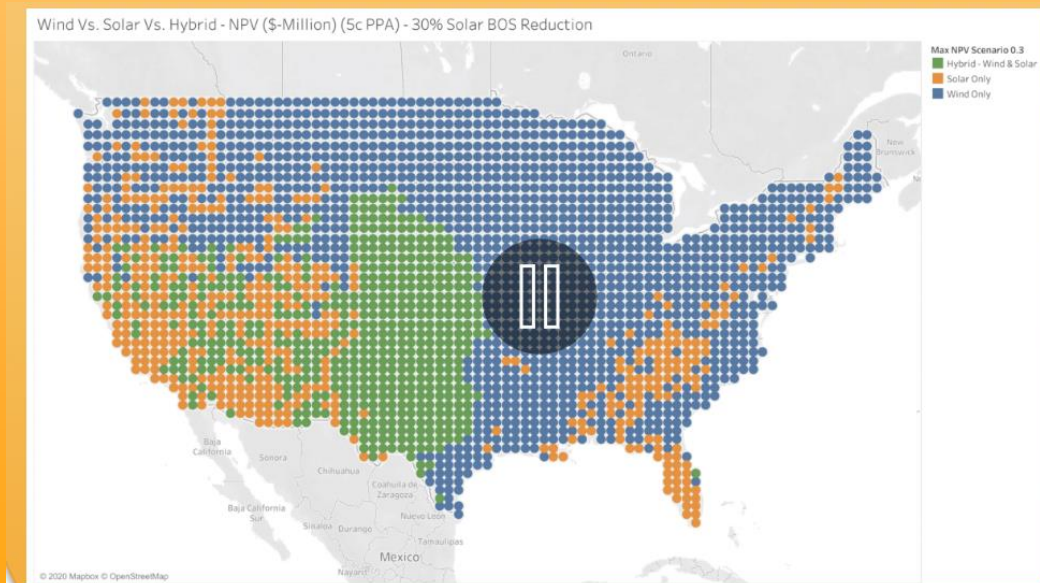 Wind Vs. Solar Vs. Hybrid - NPV ($-Million) (5c PPA) - 30% Solar BOS Reduction
Max NPV Scenario 0.3
Hybrid - Wind & Solar
Solar Only
Wind Only
Ontario
New
Brunswick
Baja
California
Sonora
Chihuahua
Coahuila de
Zaragoza
Baja California
Sur
Nuevo León
Sinaloa
Durango
Tamaulipas
Mexico
Nayarit
© 2020 Mapbox © OpenStreetMap